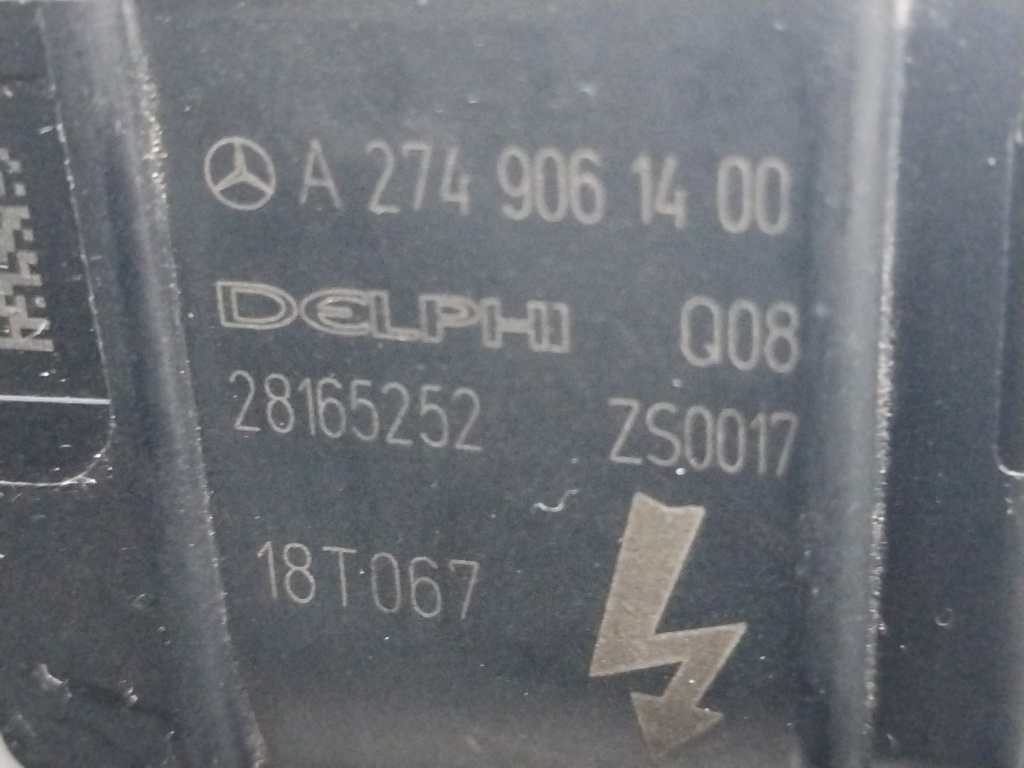 A 274 906 14 00
DELPHI Q08
28165252 ZS0017
18T067